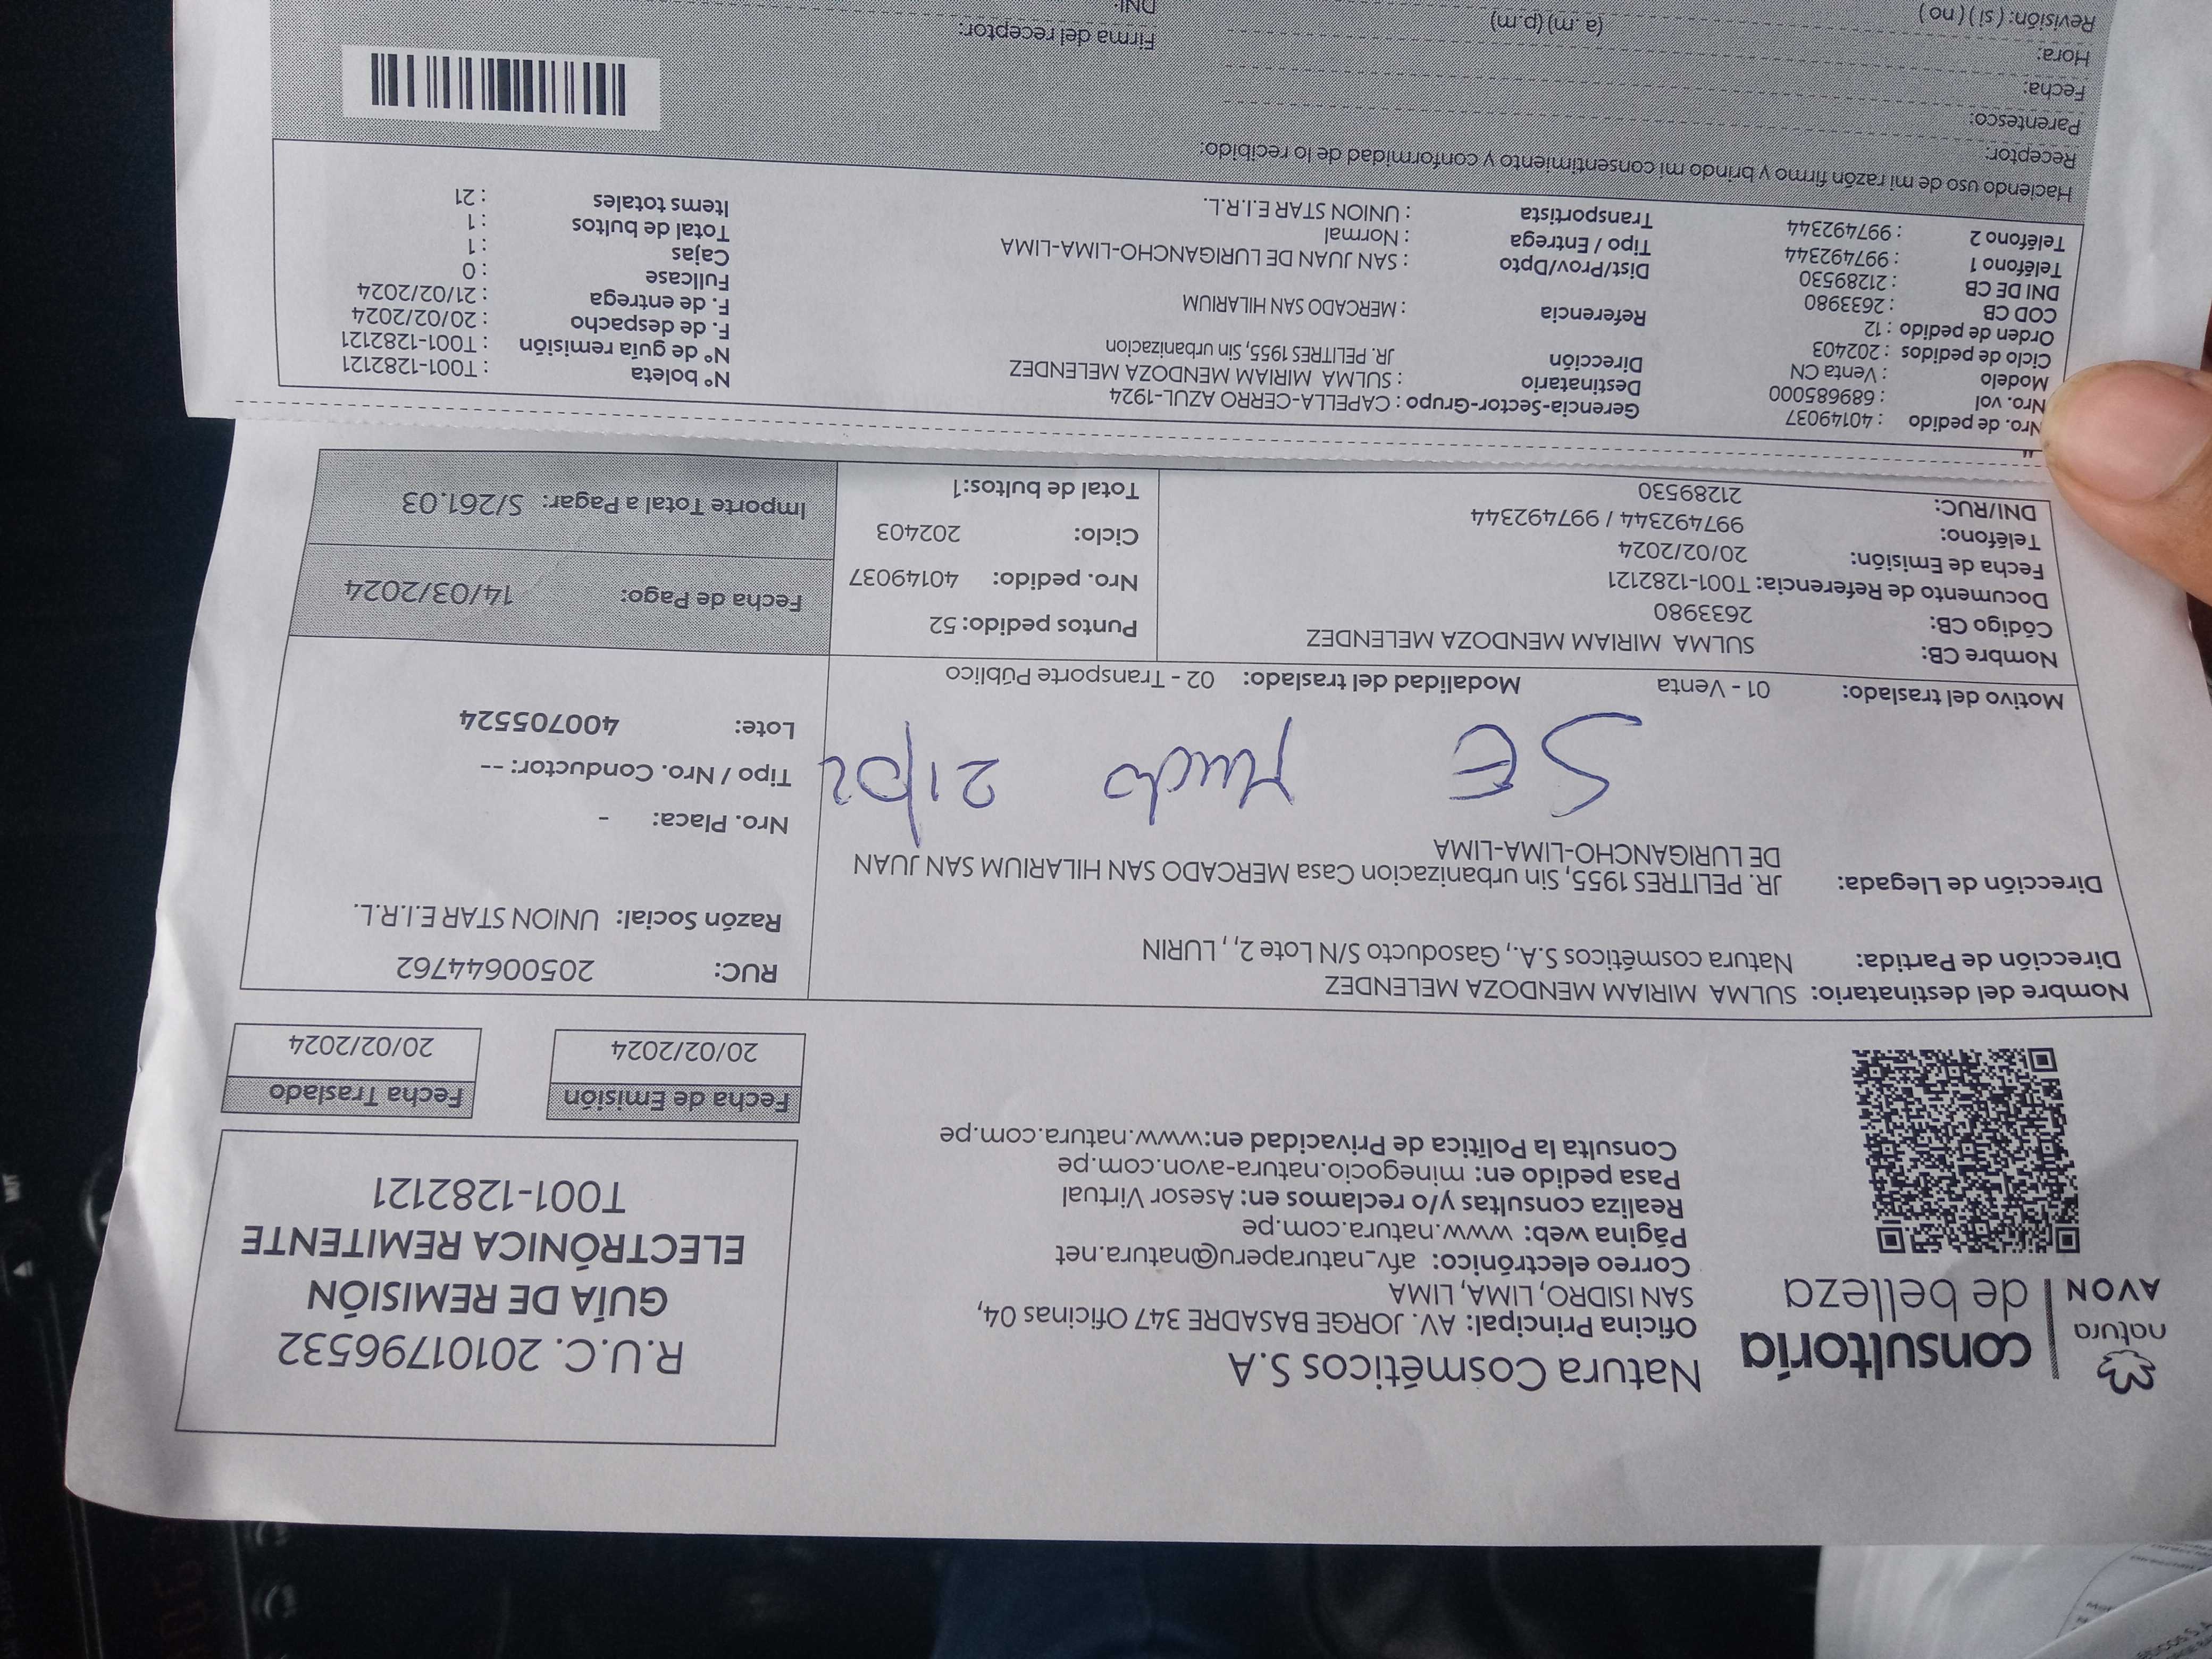 natura
AVON
consultoría
de belleza
Natura Cosméticos S.A
Oficina Principal: AV. JORGE BASADRE 347 Oficinas 04,
SAN ISIDRO, LIMA, LIMA
Correo electrónico: afv_naturaperu@natura.net
Página web: www.natura.com.pe
Realiza consultas y/o reclamos en: Asesor Virtual
Pasa pedido en: minegocio.natura-avon.com.pe
Consulta la Política de Privacidad en: www.natura.com.pe
R.U.C. 20101796532
GUÍA DE REMISIÓN
ELECTRÓNICA REMITENTE
T001-1282121
Fecha de Emisión
20/02/2024
Fecha Traslado
20/02/2024
Nombre del destinatario: SULMA MIRIAM MENDOZA MELENDEZ
Dirección de Partida: Natura cosméticos S.A., Gasoducto S/N Lote 2, , LURIN
Dirección de Llegada: JR. PELITRES 1955, Sin urbanizacion Casa MERCADO SAN HILARIUM SAN JUAN
DE LURIGANCHO-LIMA-LIMA
SE 21/02
Motivo del traslado: 01 - Venta Modalidad del traslado: 02 - Transporte Público
RUC: 20500644762
Razón Social: UNION STAR E.I.R.L.
Nro. Placa: -
Tipo / Nro. Conductor: --
Lote: 400705524
Nombre CB: SULMA MIRIAM MENDOZA MELENDEZ
Código CB: 2633980
Documento de Referencia: T001-1282121
Fecha de Emisión: 20/02/2024
Teléfono: 997492344 / 997492344
DNI/RUC: 21289530
Puntos pedido: 52
Nro. pedido: 40149037
Ciclo: 202403
Total de bultos: 1
Fecha de Pago: 14/03/2024
Importe Total a Pagar: S/261.03
Nro. de pedido : 40149037
Nro. vol : 689685000
Modelo : Venta CN
Ciclo de pedidos : 202403
Orden de pedido : 12
COD CB : 2633980
DNI DE CB : 21289530
Teléfono 1 : 997492344
Teléfono 2 : 997492344
Gerencia-Sector-Grupo : CAPELLA-CERRO AZUL-1924
Destinatario : SULMA MIRIAM MENDOZA MELENDEZ
Dirección JR. PELITRES 1955, Sin urbanizacion
Referencia : MERCADO SAN HILARIUM
Dist/Prov/Dpto : SAN JUAN DE LURIGANCHO-LIMA-LIMA
Tipo / Entrega : Normal
Transportista : UNION STAR E.I.R.L.
N° boleta : T001-1282121
N° de guía remisión : T001-1282121
F. de despacho : 20/02/2024
F. de entrega : 21/02/2024
Fullcase : 0
Cajas : 1
Total de bultos : 1
Items totales : 21
Haciendo uso de mi razón firmo y brindo mi consentimiento y conformidad de lo recibido:
Receptor:
Parentesco:
Fecha:
Hora: (a. m) (p.m)
Revisión: ( si ) ( no )
Firma del receptor:
DNI: